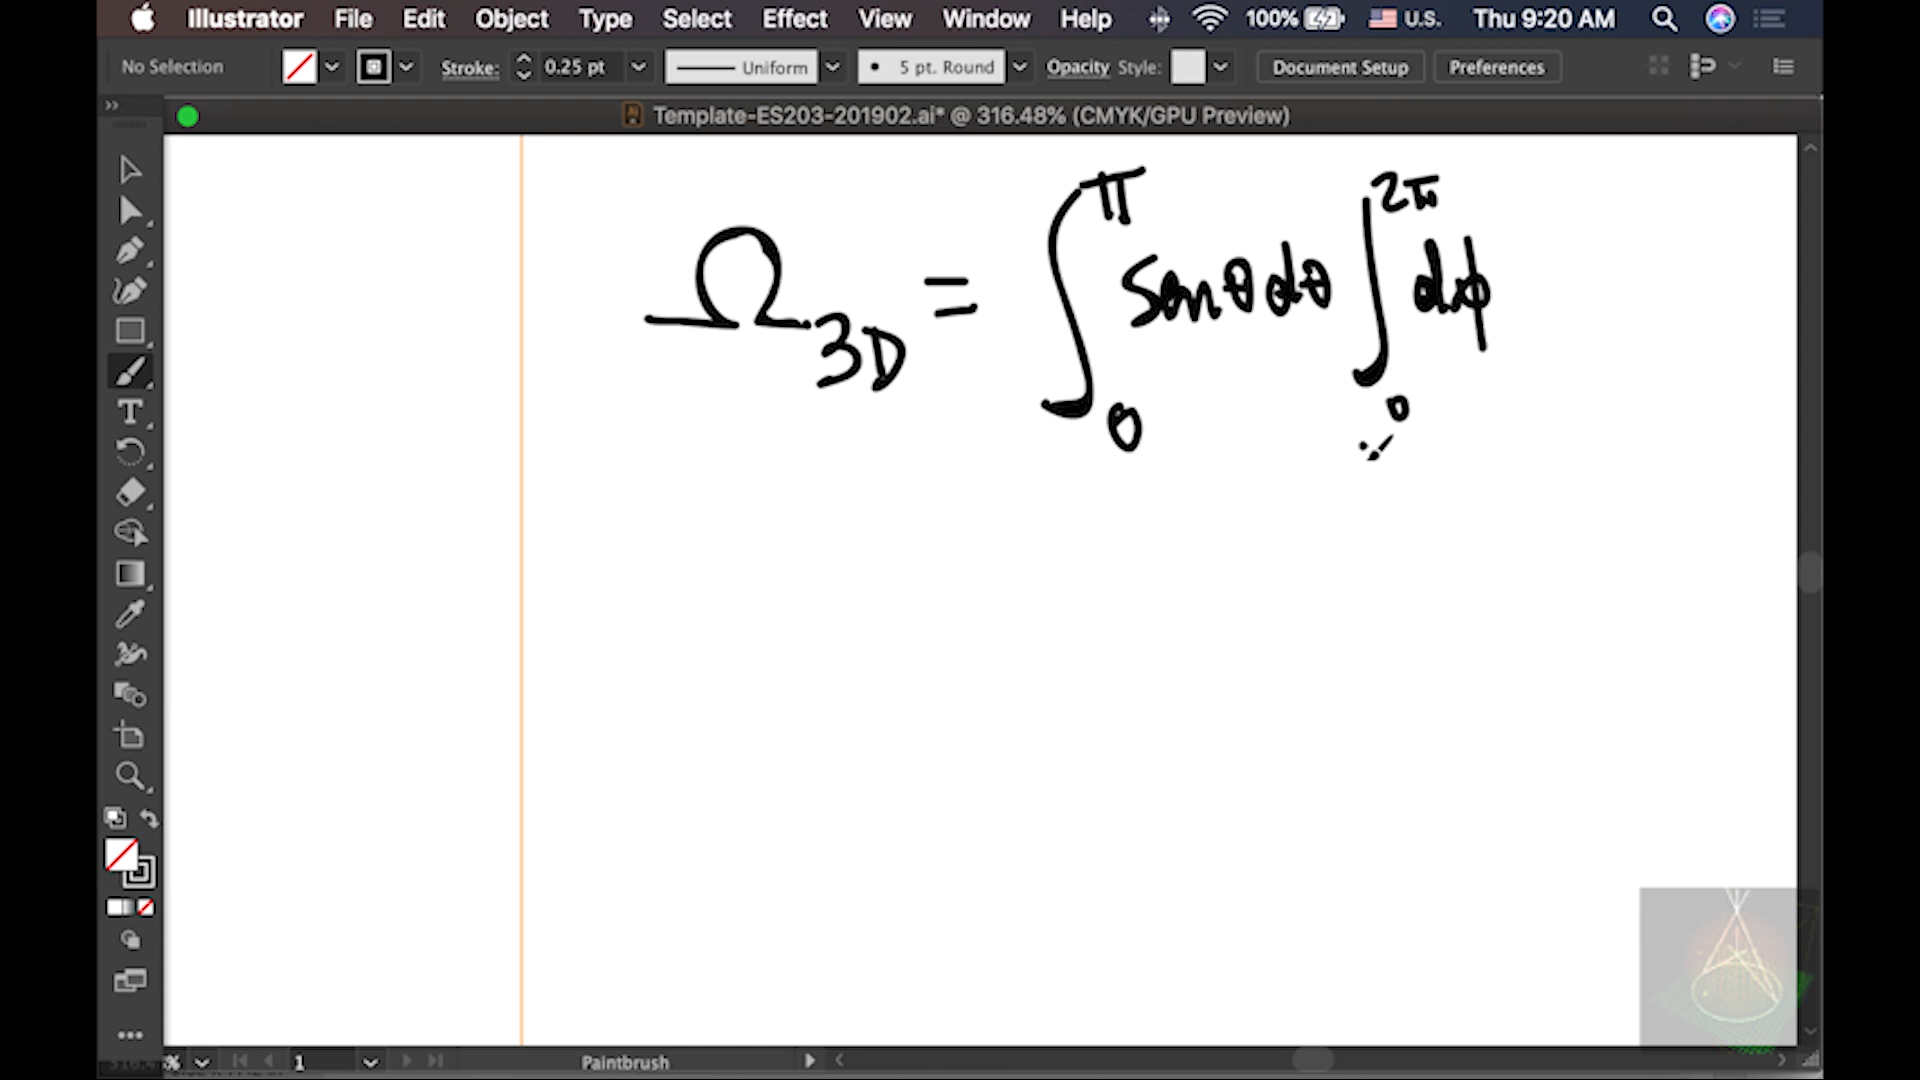 Illustrator File Edit Object Type Select Effect View Window Help 100% U.S. Thu 9:20 AM
No Selection Stroke: 0.25 pt Uniform 5 pt. Round Opacity Style: Document Setup Preferences
Template-ES203-201902.ai* @ 316.48% (CMYK/GPU Preview)
Ω3D = ∫0π Sen θ dθ ∫02π dϕ
1 Paintbrush